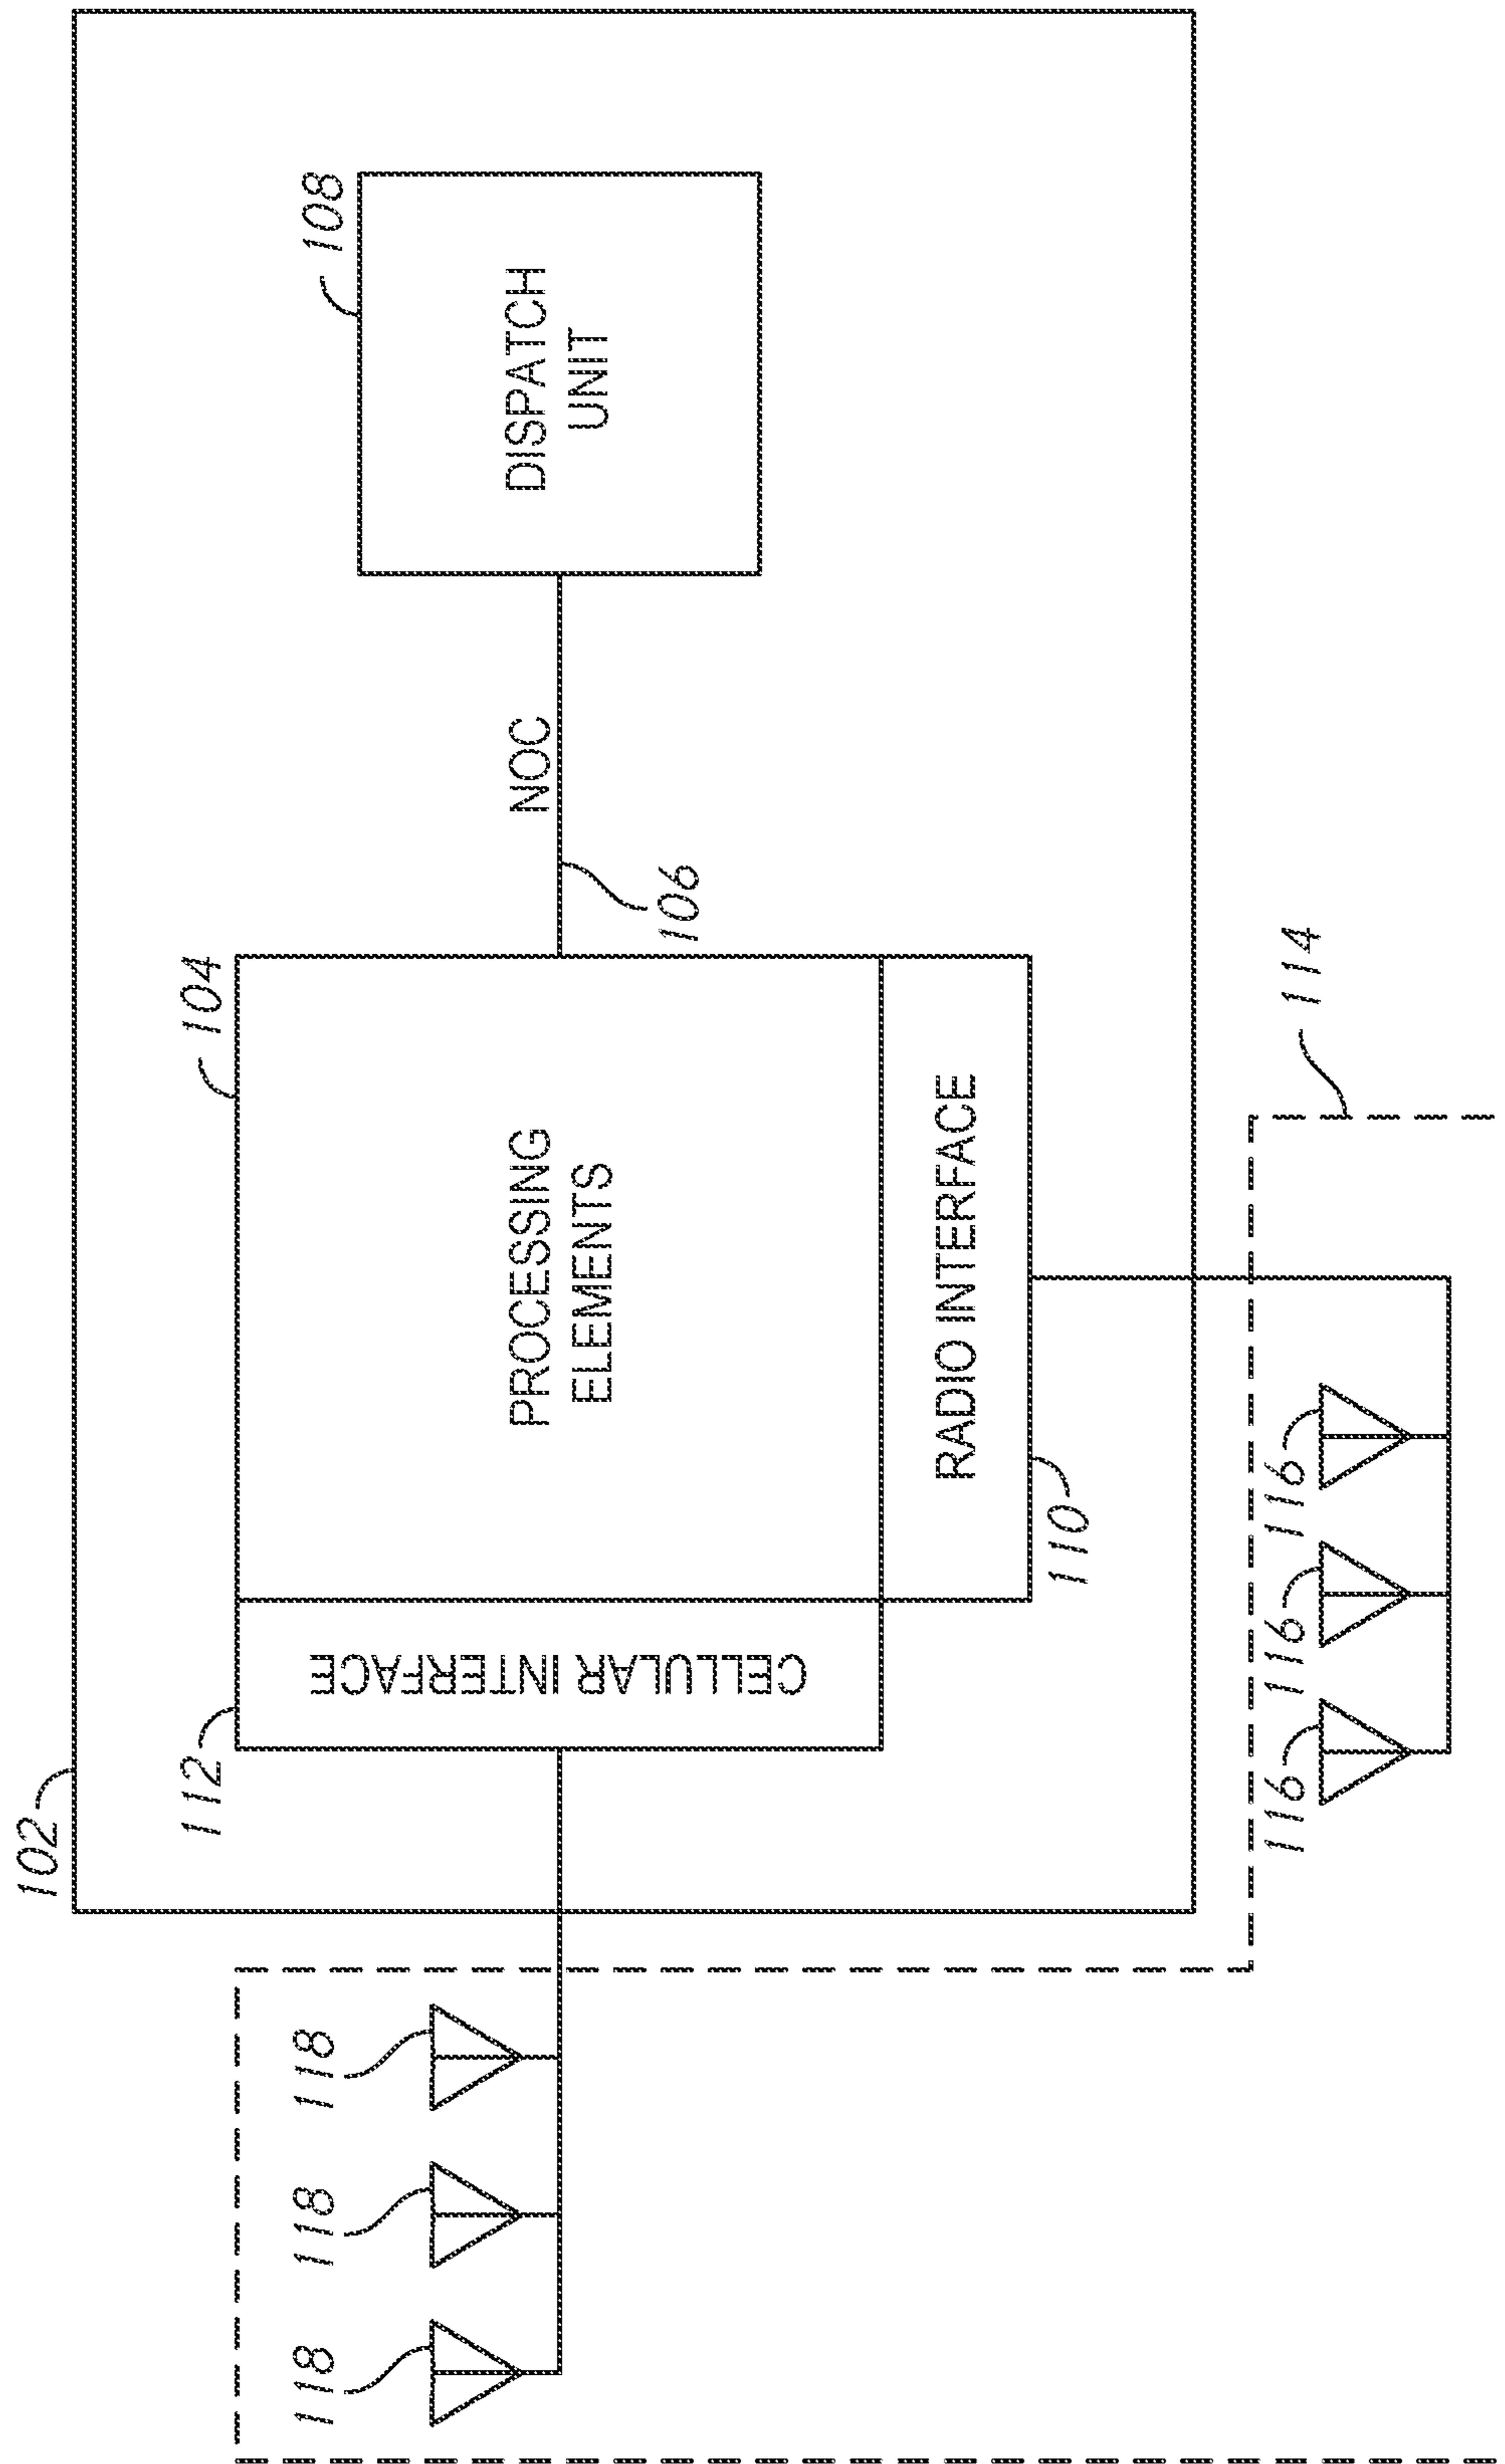 102
112
104
118
118
118
108
CELLULAR INTERFACE
PROCESSING
ELEMENTS
NOC
DISPATCH
UNIT
106
RADIO INTERFACE
110
116
116
116
114